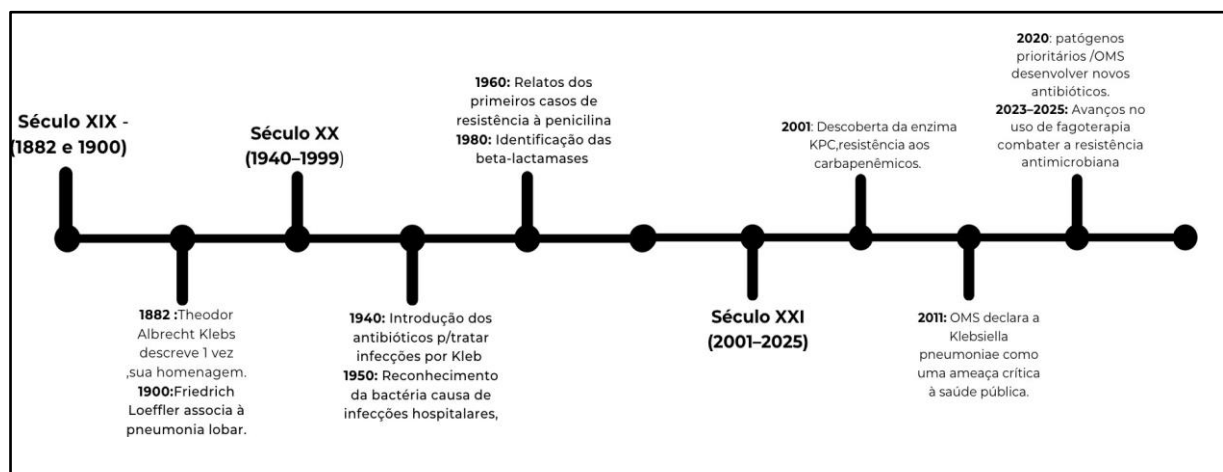 Século XIX -
(1882 e 1900)
1882 :Theodor
Albrecht Klebs
descreve 1 vez
,sua homenagem.
1900:Friedrich
Loeffler associa à
pneumonia lobar.
Século XX
(1940–1999)
1940: Introdução dos
antibióticos p/tratar
infecções por Kleb
1950: Reconhecimento
da bactéria causa de
infecções hospitalares,
1960: Relatos dos
primeiros casos de
resistência à penicilina
1980: Identificação das
beta-lactamases
Século XXI
(2001–2025)
2001: Descoberta da enzima
KPC,resistência aos
carbapenêmicos.
2011: OMS declara a
Klebsiella
pneumoniae como
uma ameaça crítica
à saúde pública.
2020: patógenos
prioritários /OMS
desenvolver novos
antibióticos.
2023–2025: Avanços no
uso de fagoterapia
combater a resistência
antimicrobiana